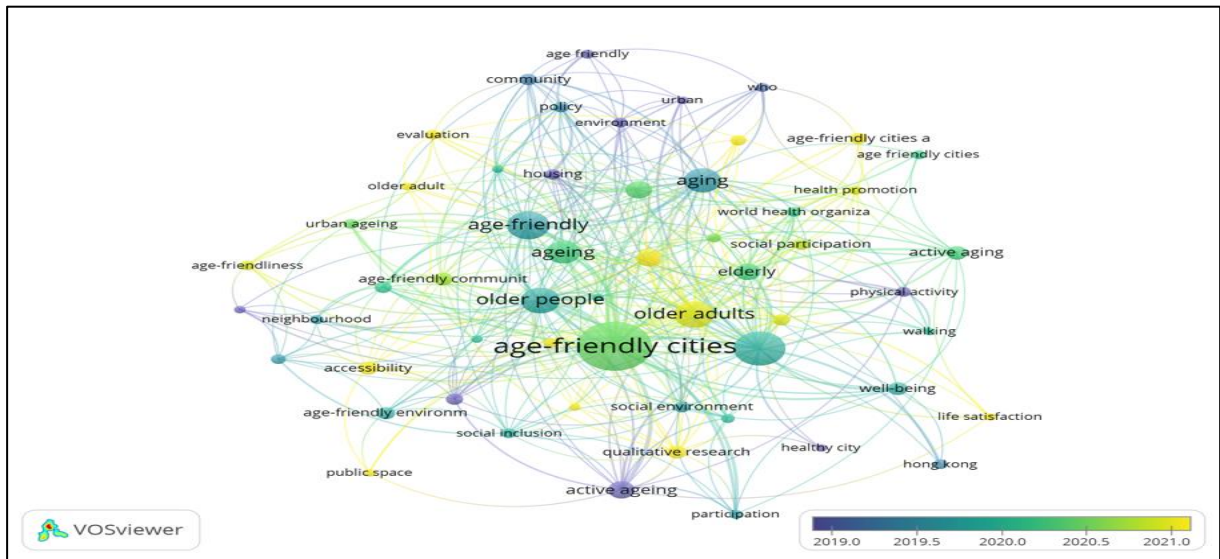 age friendly
community
urban
who
policy
environment
evaluation
age-friendly cities a
age friendly cities
housing
aging
older adult
health promotion
world health organiza
urban ageing
age-friendly
social participation
ageing
active aging
elderly
age-friendliness
age-friendly communit
physical activity
older people
older adults
neighbourhood
walking
age-friendly cities
accessibility
well-being
age-friendly environm
social environment
life satisfaction
social inclusion
healthy city
qualitative research
hong kong
public space
active ageing
participation
VOSviewer
2019.0 2019.5 2020.0 2020.5 2021.0